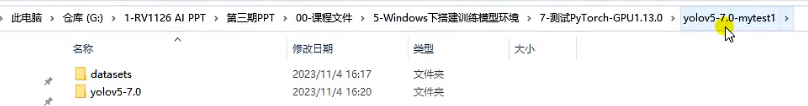 此电脑 > 仓库 (G:) > 1-RV1126 AI PPT > 第三期PPT > 00-课程文件 > 5-Windows下搭建训练模型环境 > 7-测试PyTorch-GPU1.13.0 > yolov5-7.0-mytest1 >
名称 修改日期 类型 大小
datasets 2023/11/4 16:17 文件夹
yolov5-7.0 2023/11/4 16:20 文件夹